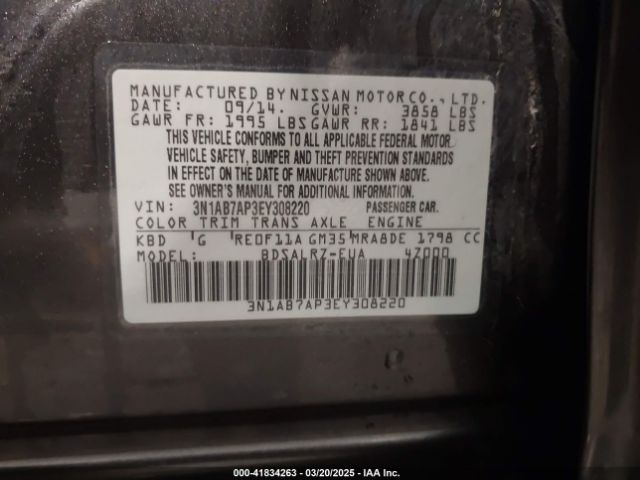 MANUFACTURED BY NISSAN MOTOR CO., LTD.
DATE: 09/14. GVWR: 3858 LBS
GAWR FR: 1995 LBS GAWR RR: 1841 LBS
THIS VEHICLE CONFORMS TO ALL APPLICABLE FEDERAL MOTOR
VEHICLE SAFETY, BUMPER AND THEFT PREVENTION STANDARDS
IN EFFECT ON THE DATE OF MANUFACTURE SHOWN ABOVE.
SEE OWNER'S MANUAL FOR ADDITIONAL INFORMATION.
VIN: 3N1AB7AP3EY308220 PASSENGER CAR.
COLOR TRIM TRANS AXLE ENGINE
KBD G RE0F11A GM35 MRA8DE 1798 CC
MODEL: BDSALRZ-EUA 4Z000
3N1AB7AP3EY308220
000-41834263 - 03/20/2025 - IAA Inc.